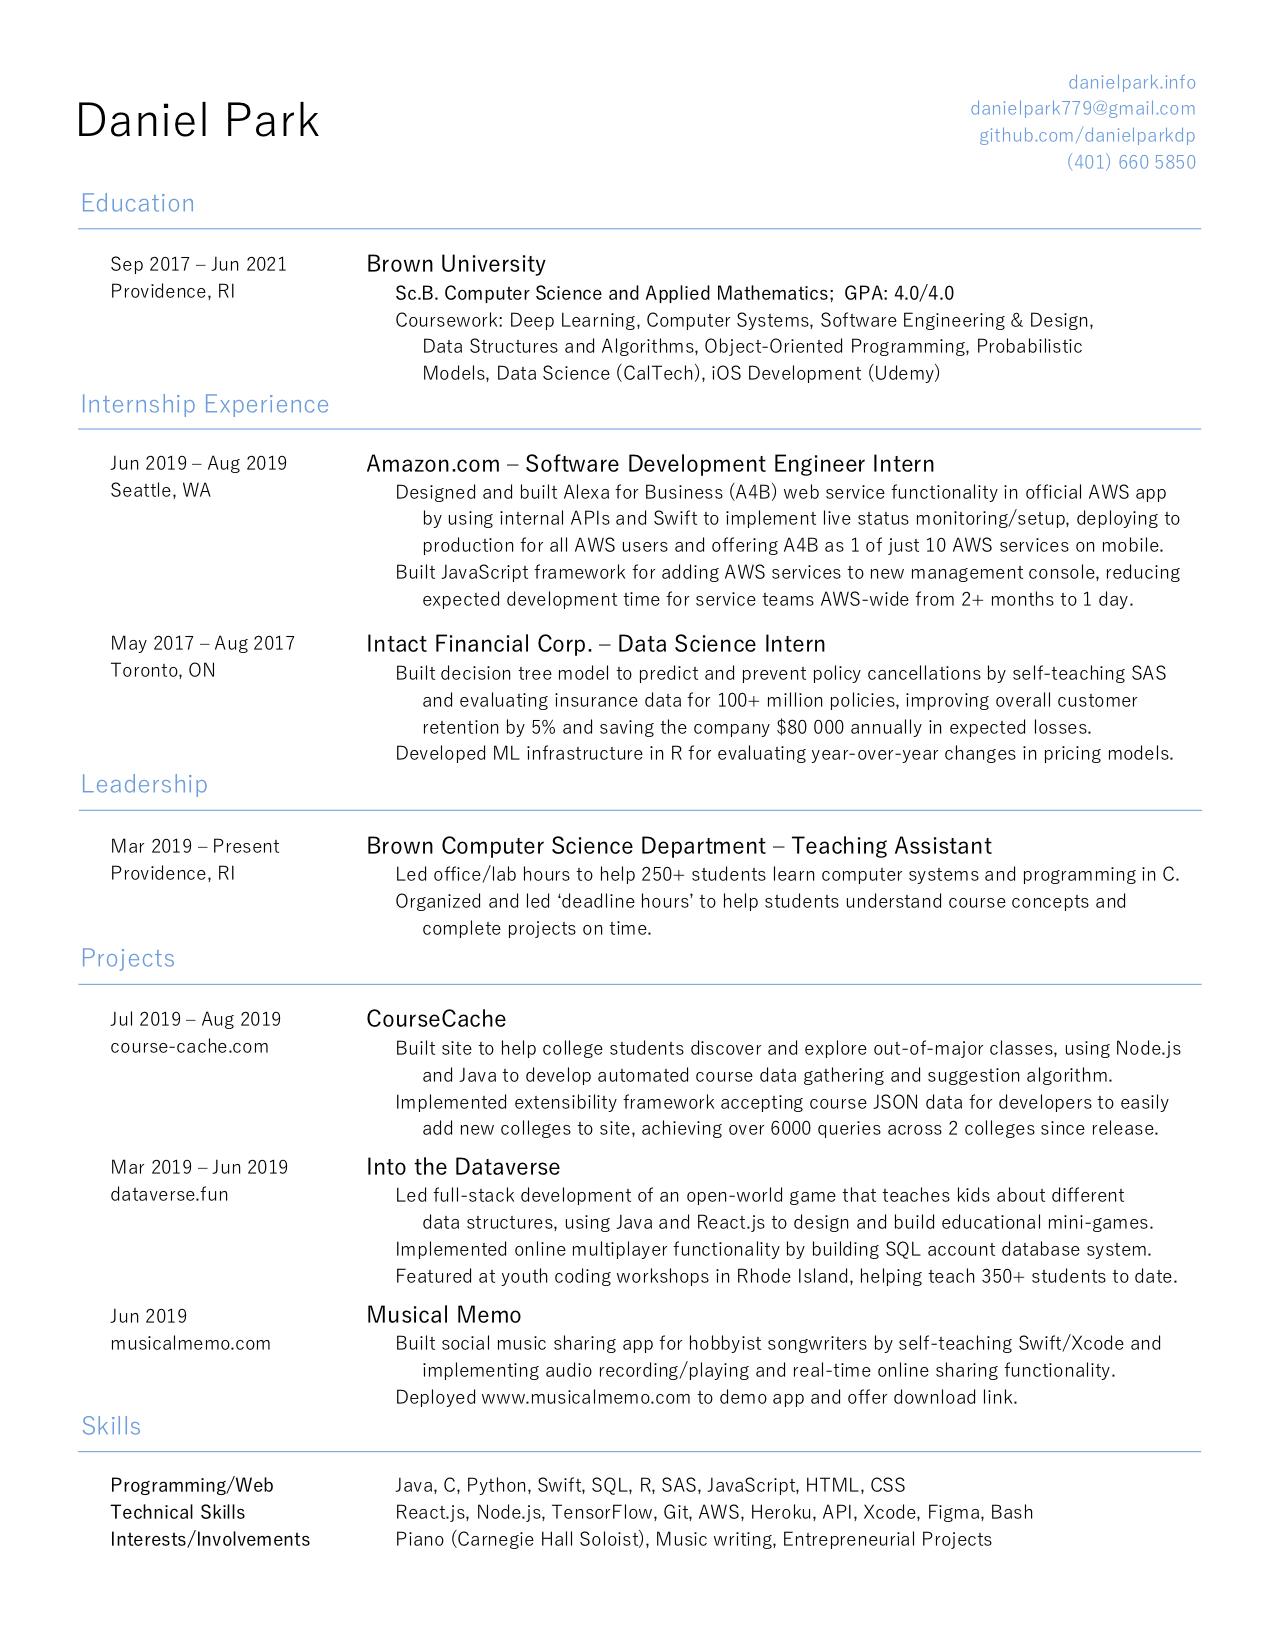 Daniel Park
danielpark.info
danielpark779@gmail.com
github.com/danielparkdp
(401) 660 5850
Education
Sep 2017 – Jun 2021
Providence, RI
Brown University
Sc.B. Computer Science and Applied Mathematics; GPA: 4.0/4.0
Coursework: Deep Learning, Computer Systems, Software Engineering & Design,
Data Structures and Algorithms, Object-Oriented Programming, Probabilistic
Models, Data Science (CalTech), iOS Development (Udemy)
Internship Experience
Jun 2019 – Aug 2019
Seattle, WA
Amazon.com – Software Development Engineer Intern
Designed and built Alexa for Business (A4B) web service functionality in official AWS app
by using internal APIs and Swift to implement live status monitoring/setup, deploying to
production for all AWS users and offering A4B as 1 of just 10 AWS services on mobile.
Built JavaScript framework for adding AWS services to new management console, reducing
expected development time for service teams AWS-wide from 2+ months to 1 day.
May 2017 – Aug 2017
Toronto, ON
Intact Financial Corp. – Data Science Intern
Built decision tree model to predict and prevent policy cancellations by self-teaching SAS
and evaluating insurance data for 100+ million policies, improving overall customer
retention by 5% and saving the company $80 000 annually in expected losses.
Developed ML infrastructure in R for evaluating year-over-year changes in pricing models.
Leadership
Mar 2019 – Present
Providence, RI
Brown Computer Science Department – Teaching Assistant
Led office/lab hours to help 250+ students learn computer systems and programming in C.
Organized and led ‘deadline hours’ to help students understand course concepts and
complete projects on time.
Projects
Jul 2019 – Aug 2019
course-cache.com
CourseCache
Built site to help college students discover and explore out-of-major classes, using Node.js
and Java to develop automated course data gathering and suggestion algorithm.
Implemented extensibility framework accepting course JSON data for developers to easily
add new colleges to site, achieving over 6000 queries across 2 colleges since release.
Mar 2019 – Jun 2019
dataverse.fun
Into the Dataverse
Led full-stack development of an open-world game that teaches kids about different
data structures, using Java and React.js to design and build educational mini-games.
Implemented online multiplayer functionality by building SQL account database system.
Featured at youth coding workshops in Rhode Island, helping teach 350+ students to date.
Jun 2019
musicalmemo.com
Musical Memo
Built social music sharing app for hobbyist songwriters by self-teaching Swift/Xcode and
implementing audio recording/playing and real-time online sharing functionality.
Deployed www.musicalmemo.com to demo app and offer download link.
Skills
Programming/Web Java, C, Python, Swift, SQL, R, SAS, JavaScript, HTML, CSS
Technical Skills React.js, Node.js, TensorFlow, Git, AWS, Heroku, API, Xcode, Figma, Bash
Interests/Involvements Piano (Carnegie Hall Soloist), Music writing, Entrepreneurial Projects